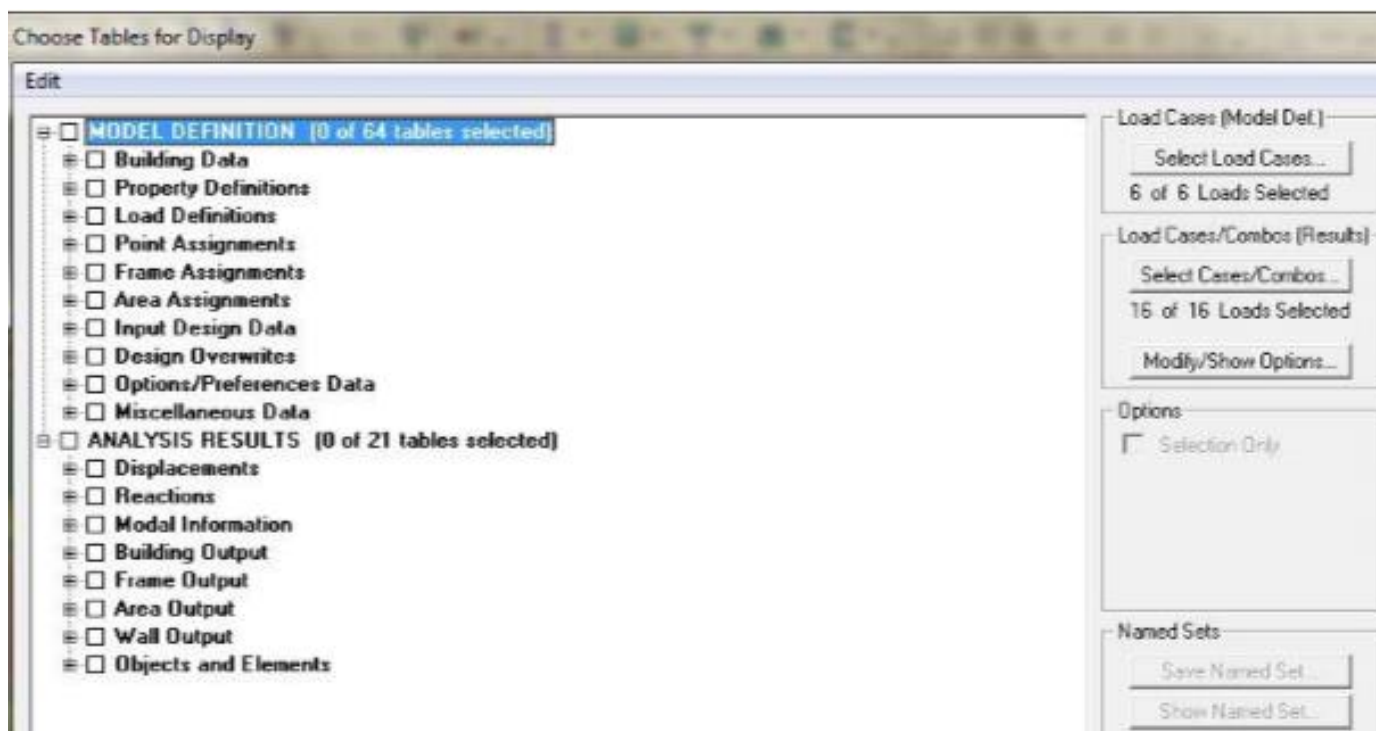 Choose Tables for Display
Edit
MODEL DEFINITION (0 of 64 tables selected)
Building Data
Property Definitions
Load Definitions
Point Assignments
Frame Assignments
Area Assignments
Input Design Data
Design Overwrites
Options/Preferences Data
Miscellaneous Data
ANALYSIS RESULTS (0 of 21 tables selected)
Displacements
Reactions
Modal Information
Building Output
Frame Output
Area Output
Wall Output
Objects and Elements
Load Cases (Model Def.)
Select Load Cases...
6 of 6 Loads Selected
Load Cases/Combos (Results)
Select Cases/Combos...
16 of 16 Loads Selected
Modify/Show Options...
Options
Selection Only
Named Sets
Save Named Set...
Show Named Set...